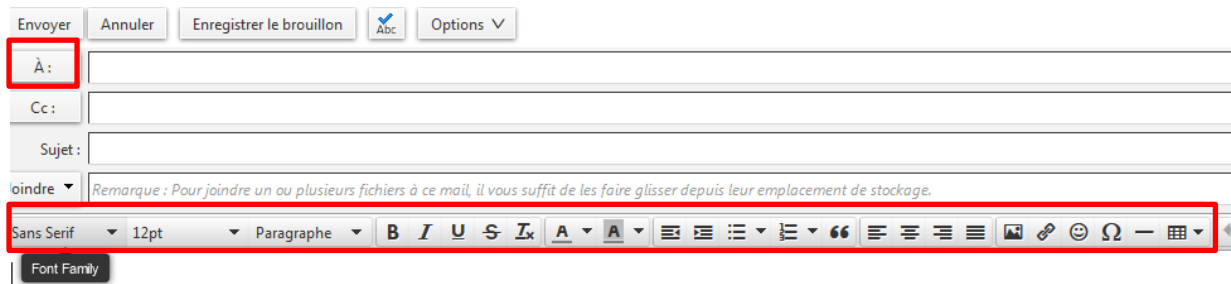 Envoyer Annuler Enregistrer le brouillon Abc Options
À :
Cc :
Sujet :
oindre Remarque : Pour joindre un ou plusieurs fichiers à ce mail, il vous suffit de les faire glisser depuis leur emplacement de stockage.
Sans Serif 12pt Paragraphe B I U S Tx A A Ω
Font Family